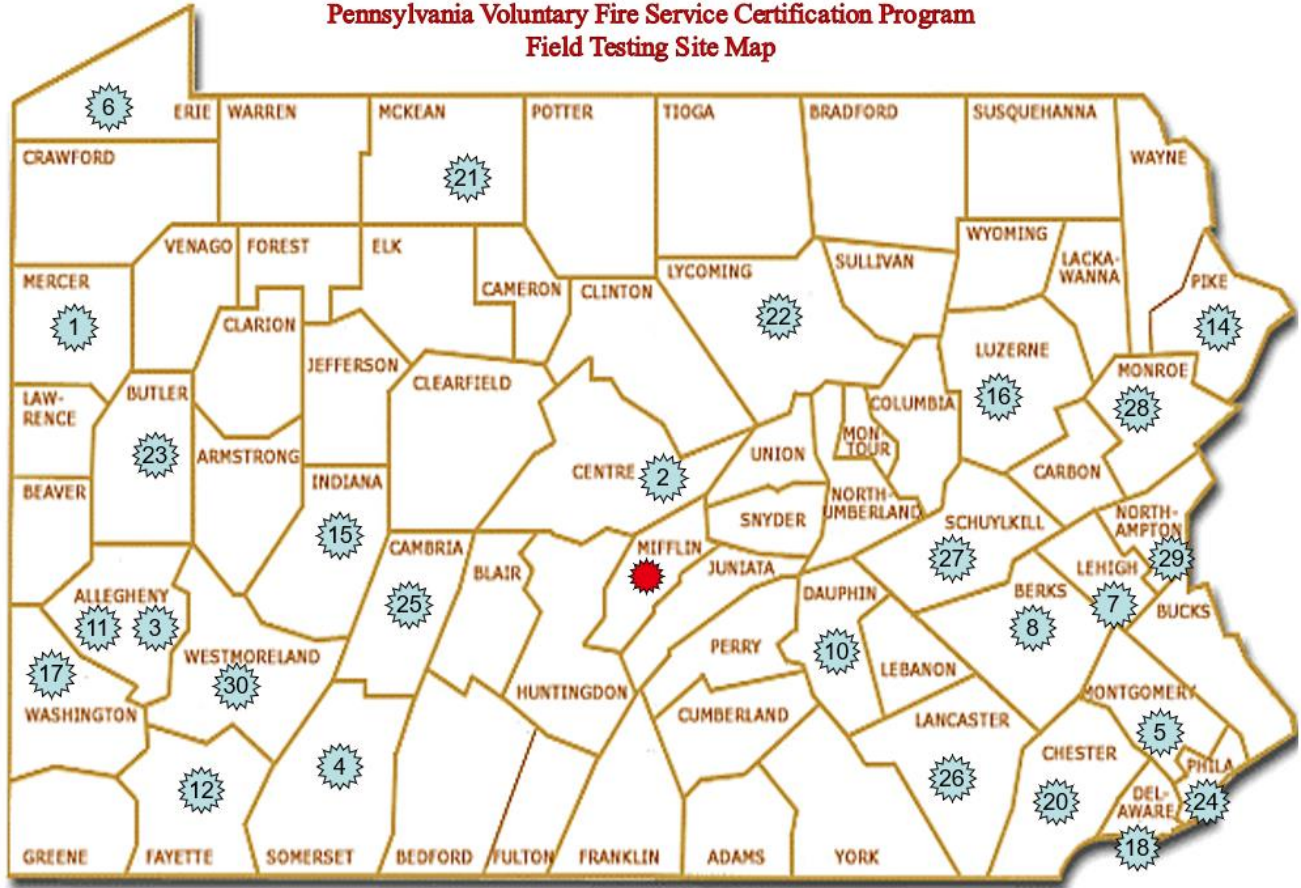 Pennsylvania Voluntary Fire Service Certification Program
Field Testing Site Map
6
ERIE
WARREN
MCKEAN
POTTER
TIOGA
BRADFORD
SUSQUEHANNA
CRAWFORD
WAYNE
21
VENAGO
FOREST
ELK
WYOMING
LACKA-
WANNA
MERCER
CAMERON
CLINTON
LYCOMING
SULLIVAN
PIKE
1
CLARION
22
14
JEFFERSON
LUZERNE
MONROE
LAW-
RENCE
BUTLER
CLEARFIELD
COLUMBIA
16
28
23
ARMSTRONG
MON
TOUR
UNION
CENTRE
2
CARBON
BEAVER
INDIANA
NORTH-
UMBERLAND
SNYDER
SCHUYLKILL
NORTH-
AMPTON
15
CAMBRIA
MIFFLIN
27
29
BLAIR
JUNIATA
LEHIGH
ALLEGHENY
DAUPHIN
BERKS
7
BUCKS
11
3
25
8
WESTMORELAND
PERRY
10
LEBANON
17
30
HUNTINGDON
MONTGOMERY
WASHINGTON
CUMBERLAND
LANCASTER
5
CHESTER
PHILA
4
26
12
20
DEL-
AWARE
24
18
GREENE
FAYETTE
SOMERSET
BEDFORD
FULTON
FRANKLIN
ADAMS
YORK